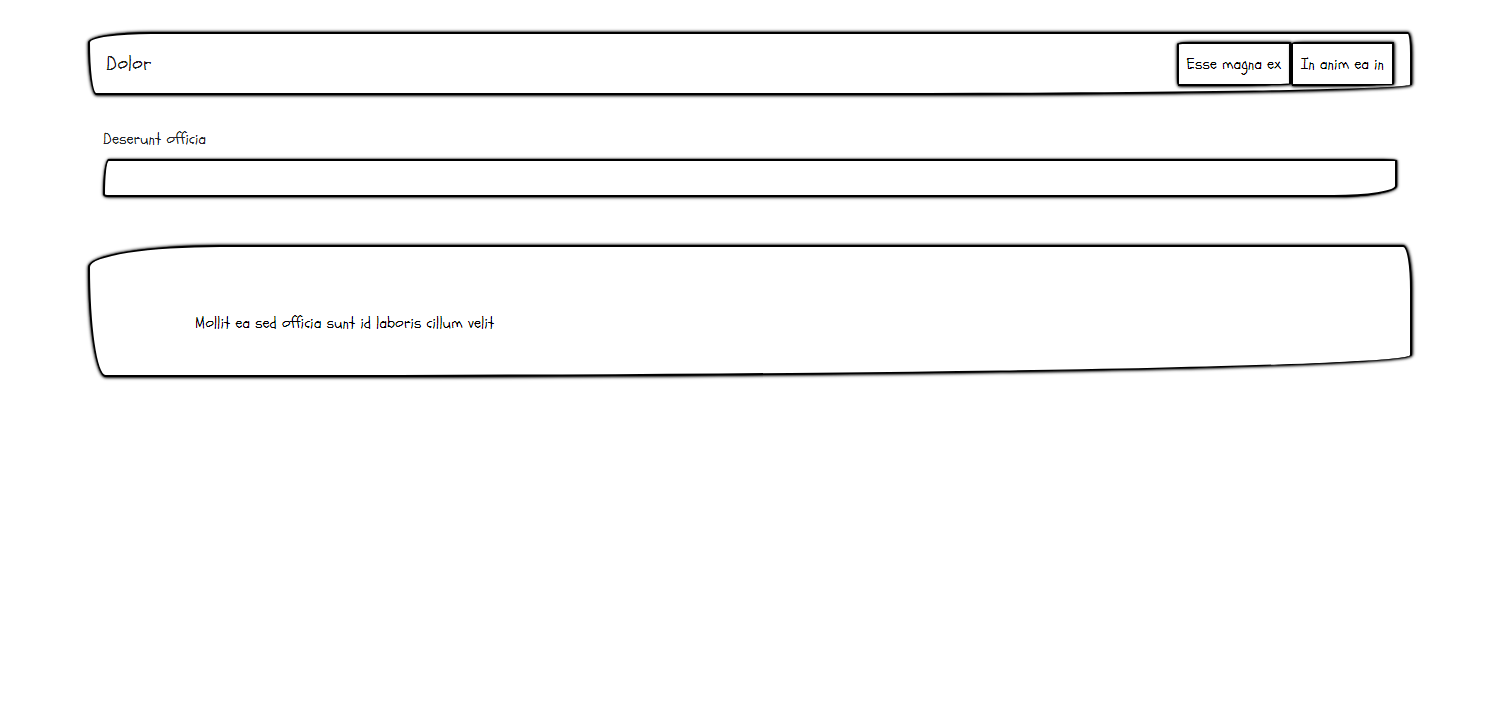 Dolor
Esse magna ex
In anim ea in
Deserunt officia
Mollit ea sed officia sunt id laboris cillum velit